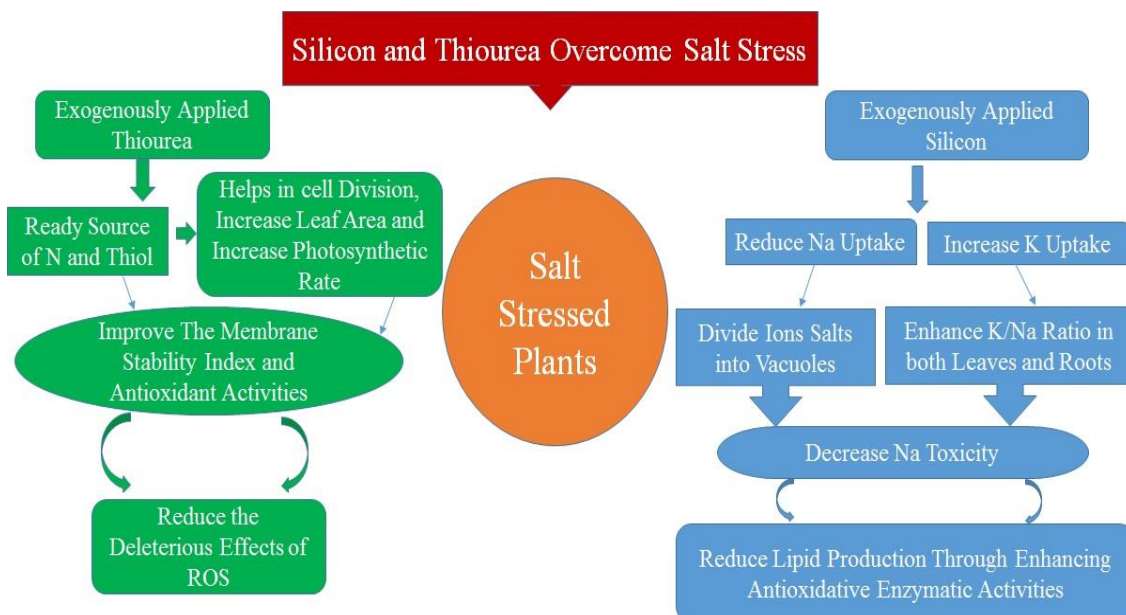 Silicon and Thiourea Overcome Salt Stress
Exogenously Applied
Thiourea
Ready Source
of N and Thiol
Helps in cell Division,
Increase Leaf Area and
Increase Photosynthetic
Rate
Improve The Membrane
Stability Index and
Antioxidant Activities
Reduce the
Deleterious Effects of
ROS
Salt
Stressed
Plants
Exogenously Applied
Silicon
Reduce Na Uptake
Increase K Uptake
Divide Ions Salts
into Vacuoles
Enhance K/Na Ratio in
both Leaves and Roots
Decrease Na Toxicity
Reduce Lipid Production Through Enhancing
Antioxidative Enzymatic Activities